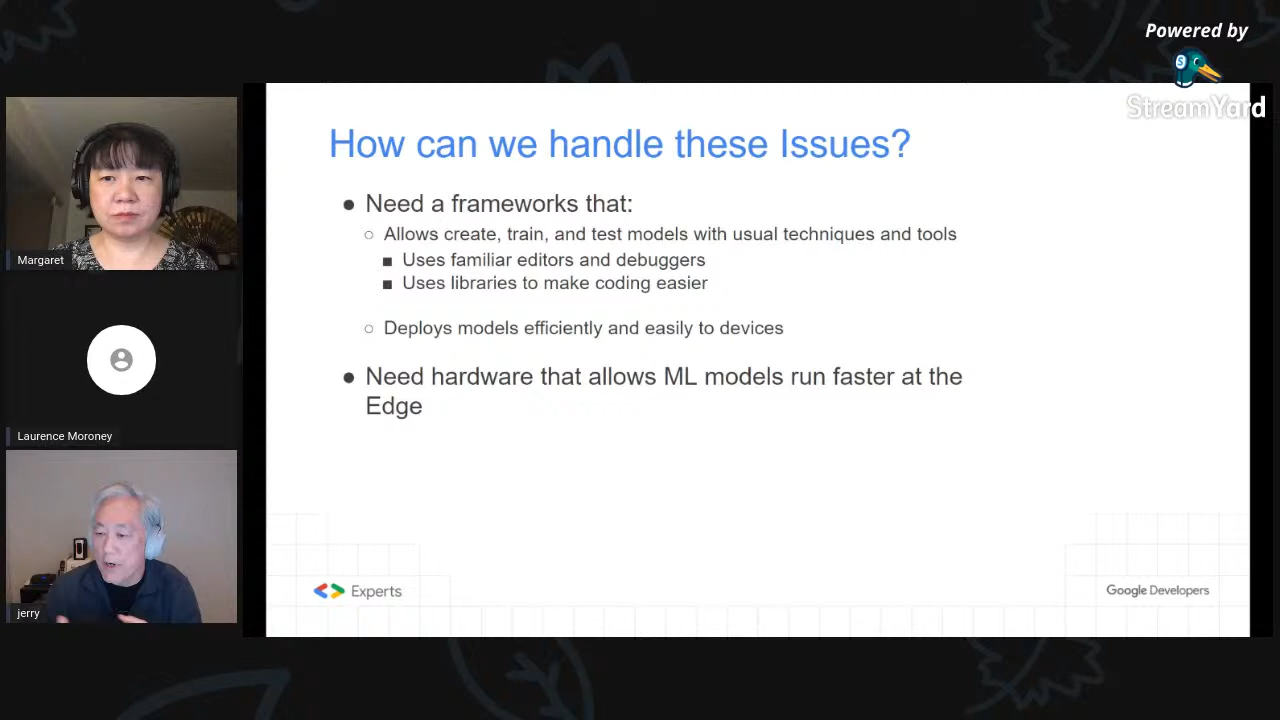 Powered by
StreamYard
How can we handle these Issues?
● Need a frameworks that:
○ Allows create, train, and test models with usual techniques and tools
■ Uses familiar editors and debuggers
■ Uses libraries to make coding easier
○ Deploys models efficiently and easily to devices
● Need hardware that allows ML models run faster at the
Edge
Experts
Google Developers
Margaret
Laurence Moroney
jerry